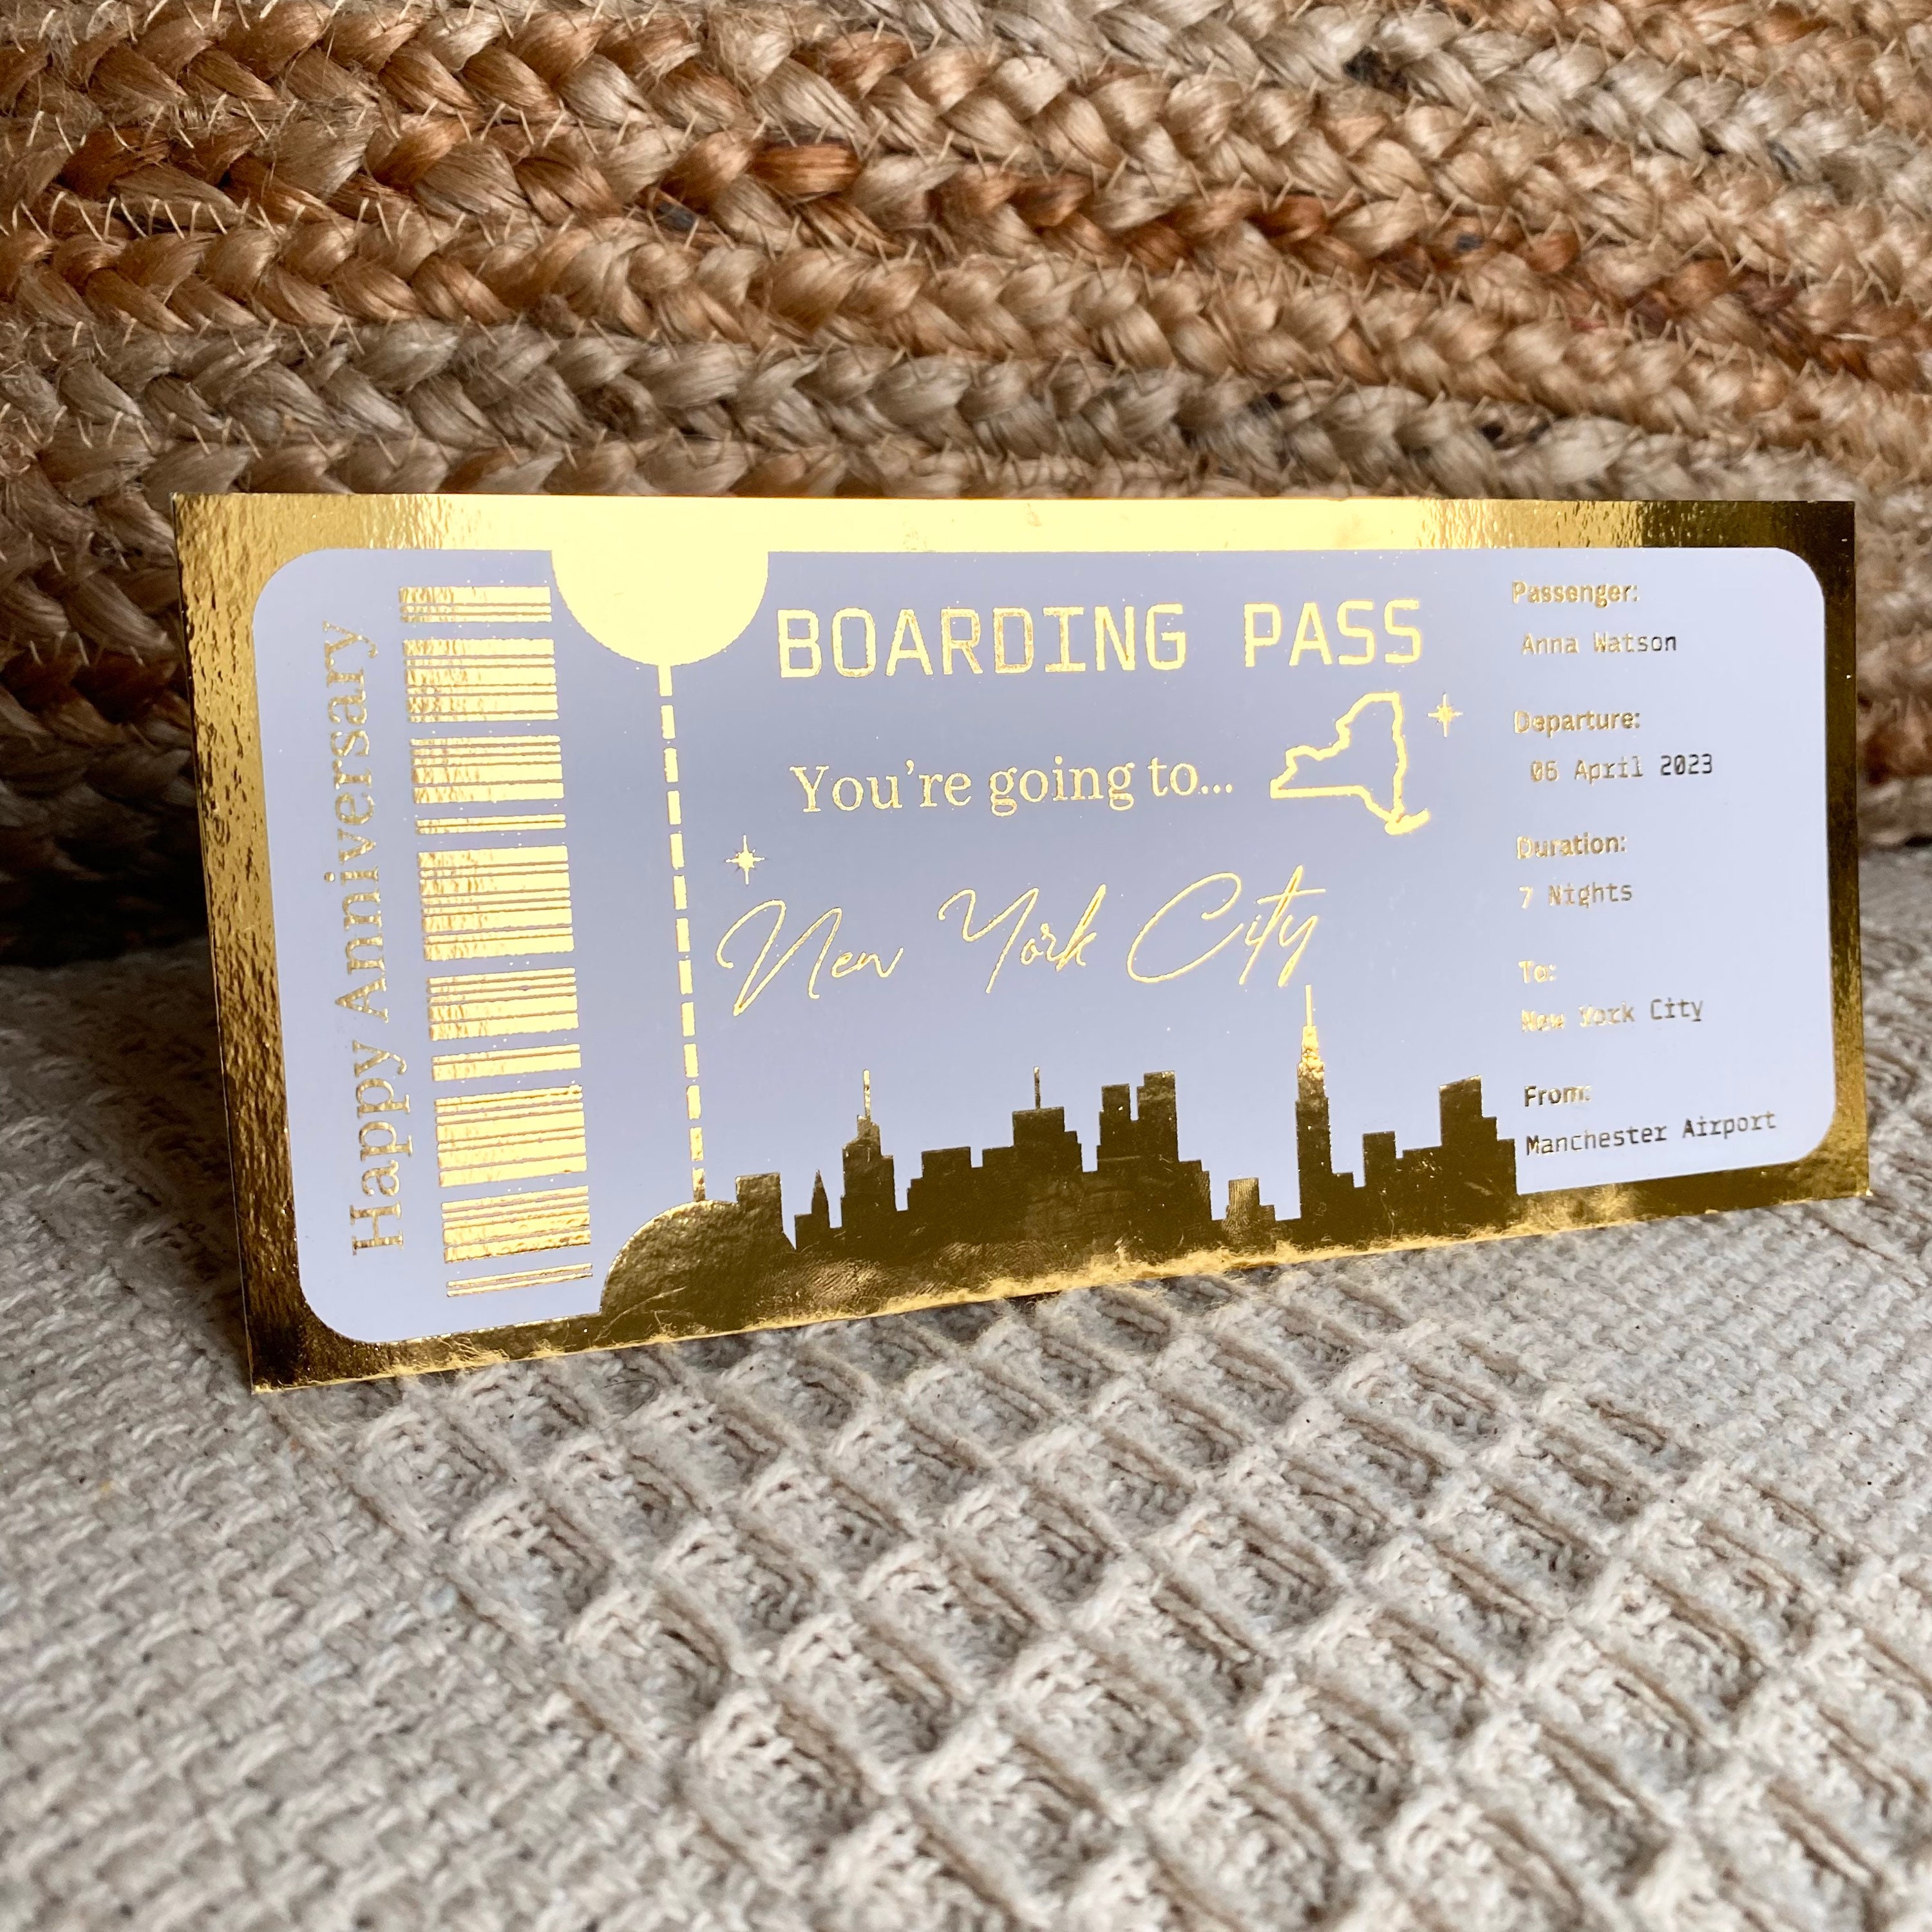 Happy Anniversary
BOARDING PASS
You're going to...
New York City
Passenger:
Anna Watson
Departure:
06 April 2023
Duration:
7 Nights
To:
New York City
From:
Manchester Airport